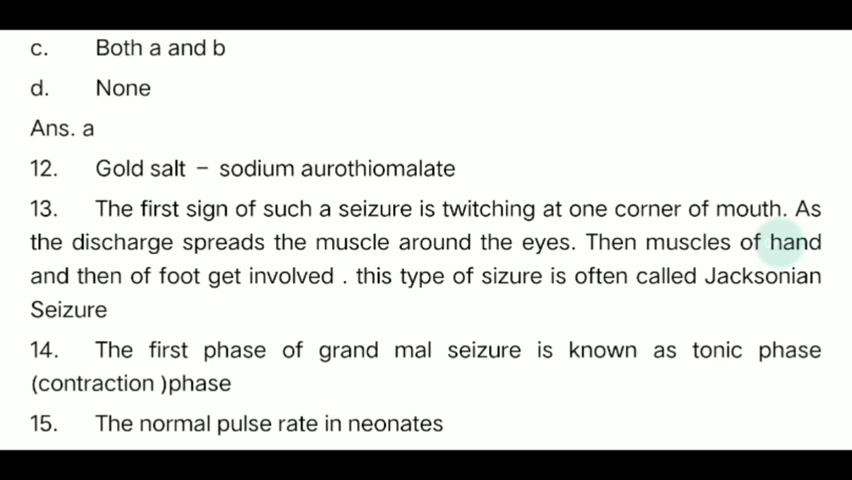 c. Both a and b
d. None
Ans. a
12. Gold salt – sodium aurothiomalate
13. The first sign of such a seizure is twitching at one corner of mouth. As
the discharge spreads the muscle around the eyes. Then muscles of hand
and then of foot get involved . this type of sizure is often called Jacksonian
Seizure
14. The first phase of grand mal seizure is known as tonic phase
(contraction )phase
15. The normal pulse rate in neonates